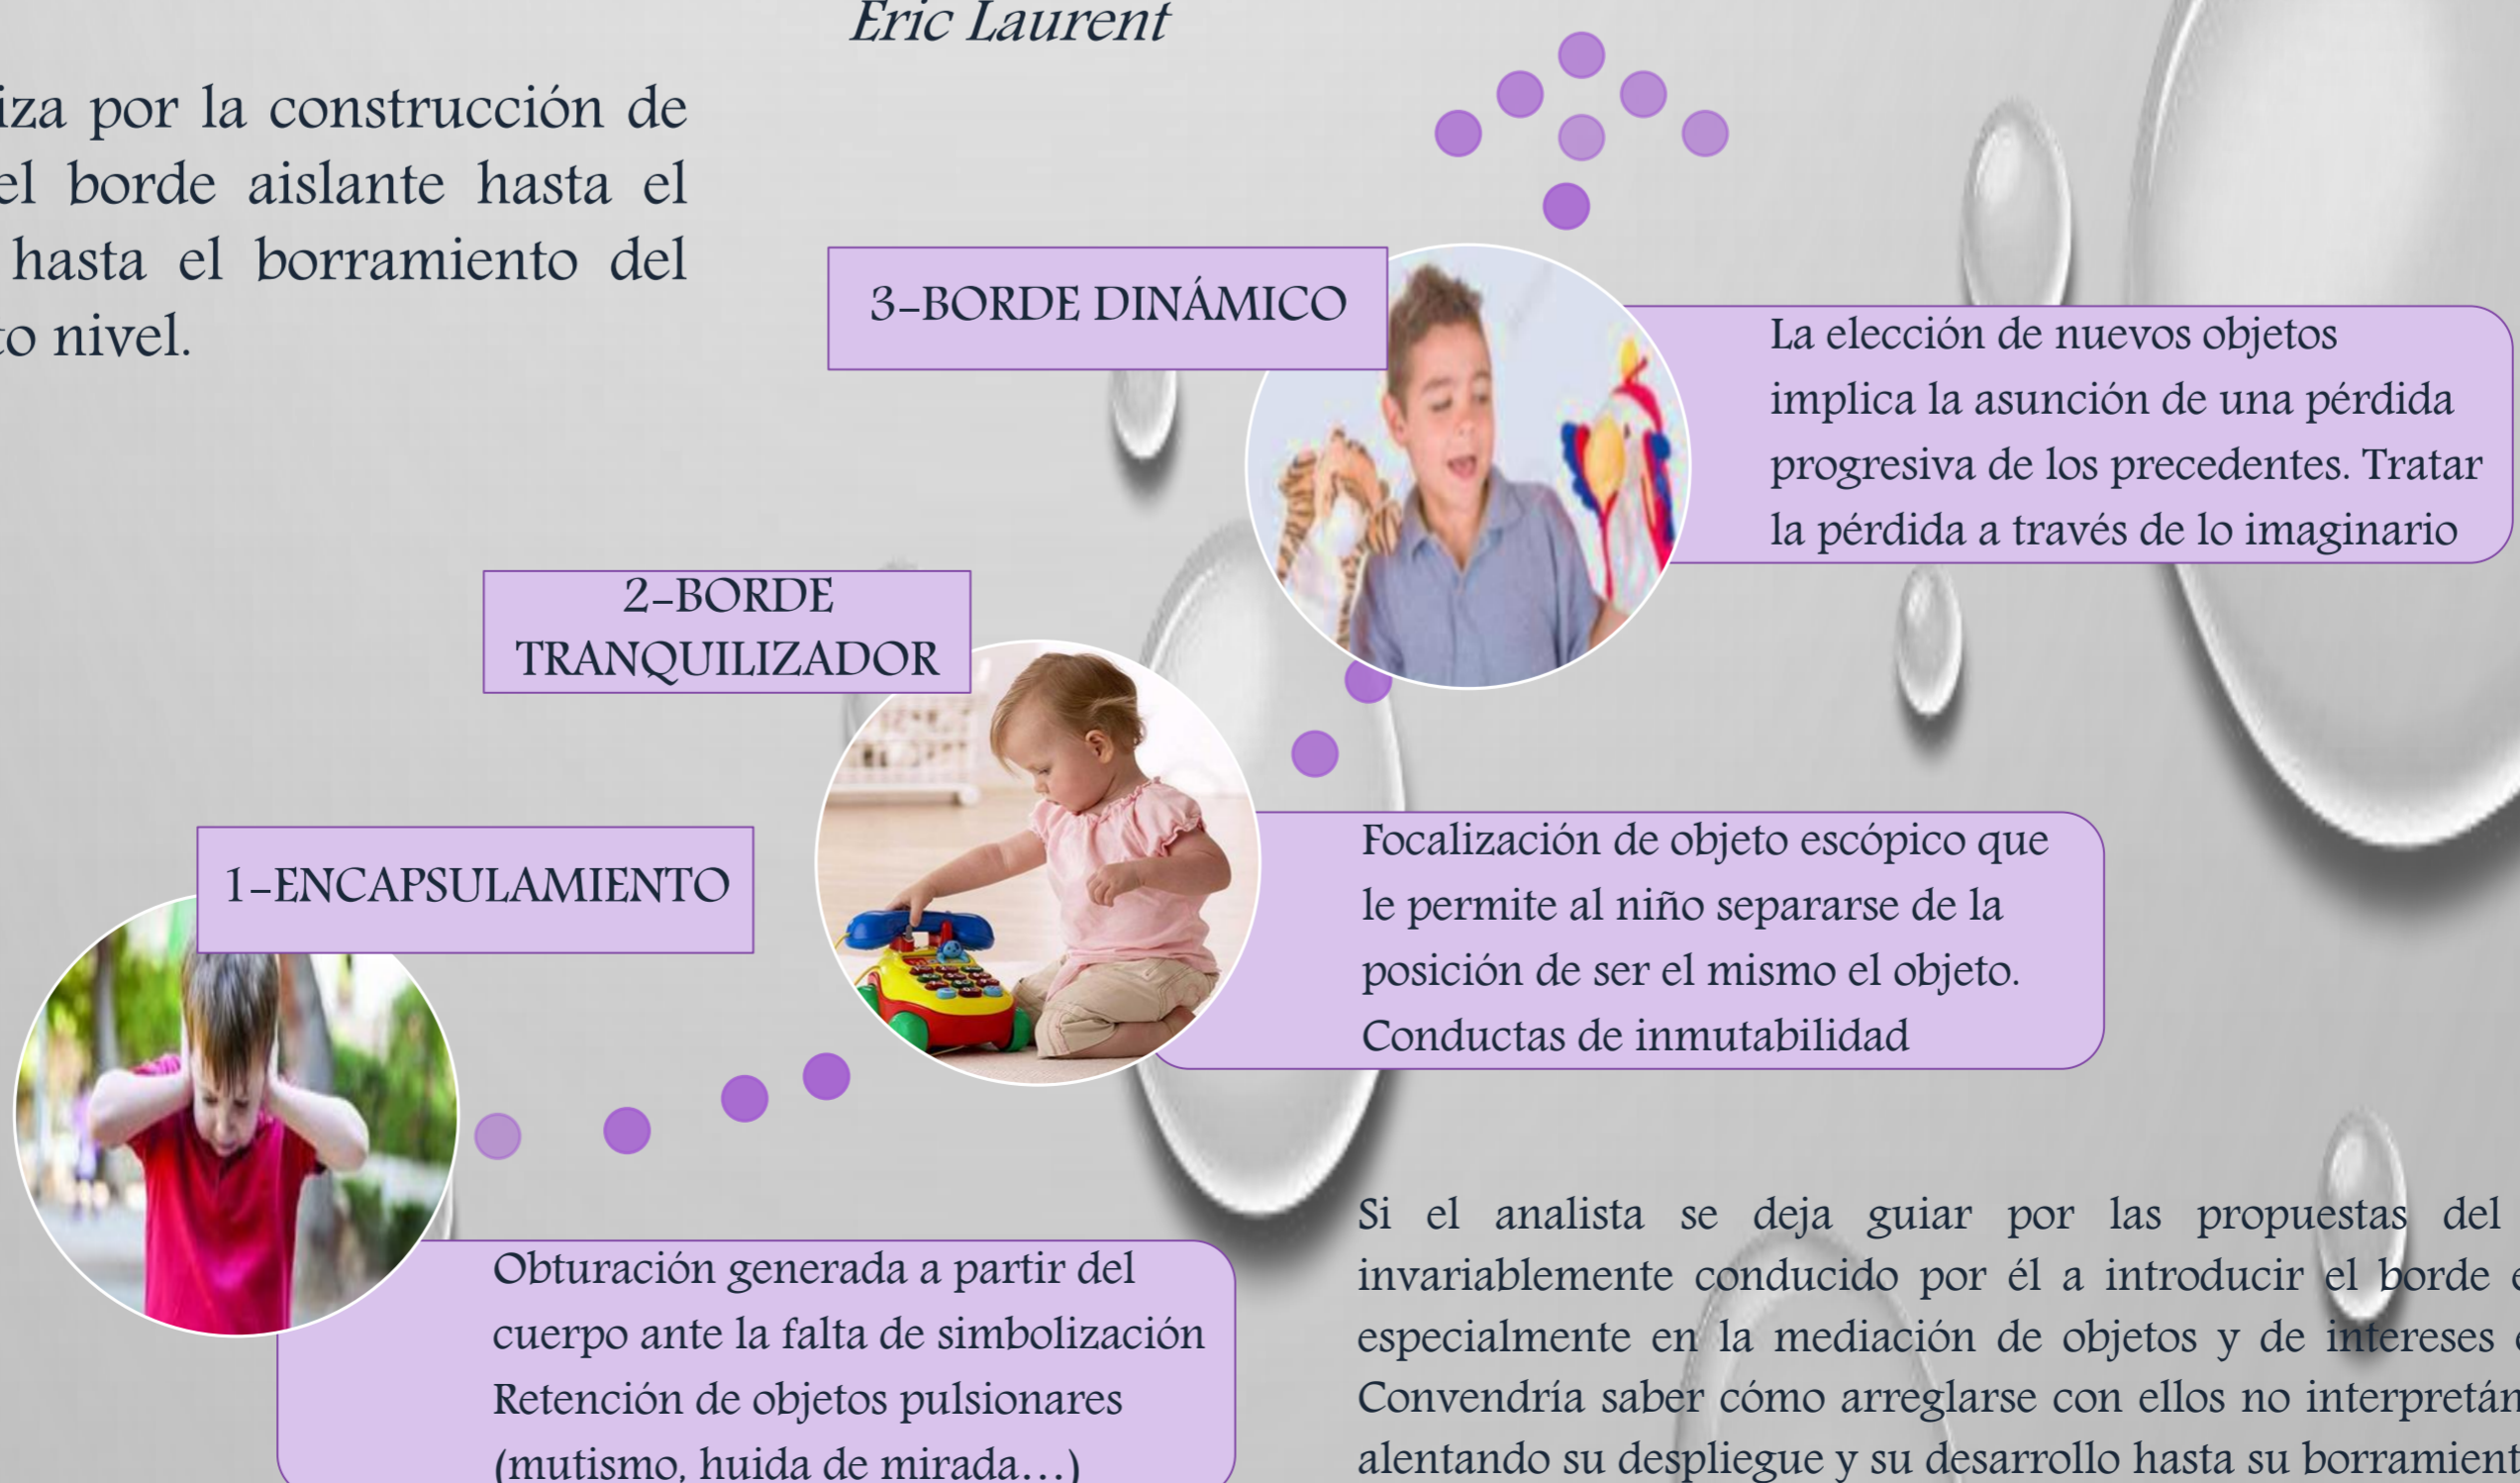 Eric Laurent
iza por la construcción de
el borde aislante hasta el
hasta el borramiento del
to nivel.
3-BORDE DINÁMICO
La elección de nuevos objetos
implica la asunción de una pérdida
progresiva de los precedentes. Tratar
la pérdida a través de lo imaginario
2-BORDE
TRANQUILIZADOR
Focalización de objeto escópico que
le permite al niño separarse de la
posición de ser el mismo el objeto.
Conductas de inmutabilidad
1-ENCAPSULAMIENTO
Obturación generada a partir del
cuerpo ante la falta de simbolización
Retención de objetos pulsionares
(mutismo, huida de mirada...)
Si el analista se deja guiar por las propuestas del
invariablemente conducido por él a introducir el borde
especialmente en la mediación de objetos y de intereses
Convendría saber cómo arreglarse con ellos no interpretán
alentando su despliegue y su desarrollo hasta su borramient